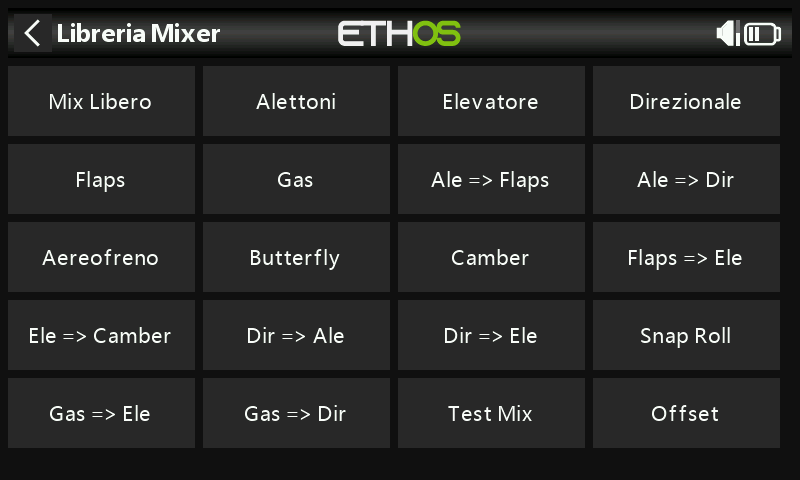 Libreria Mixer
ETHOS
Mix Libero
Alettoni
Elevatore
Direzionale
Flaps
Gas
Ale => Flaps
Ale => Dir
Aereofreno
Butterfly
Camber
Flaps => Ele
Ele => Camber
Dir => Ale
Dir => Ele
Snap Roll
Gas => Ele
Gas => Dir
Test Mix
Offset